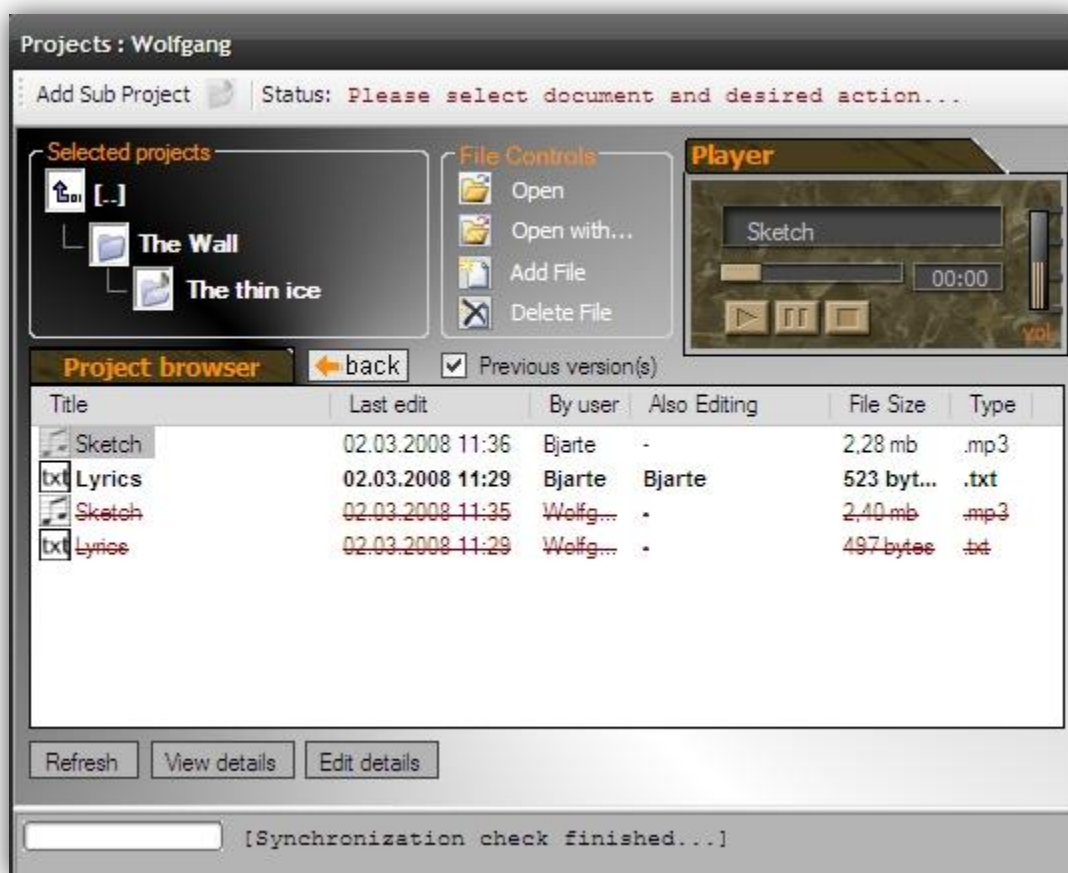 Projects : Wolfgang
Add Sub Project Status: Please select document and desired action...
Selected projects
[..]
The Wall
The thin ice
File Controls
Open
Open with...
Add File
Delete File
Player
Sketch
00:00
vol
Project browser back Previous version(s)
Title Last edit By user Also Editing File Size Type
Sketch 02.03.2008 11:36 Bjarte - 2,28 mb .mp3
txt Lyrics 02.03.2008 11:29 Bjarte Bjarte 523 byt... .txt
Sketch 02.03.2008 11:35 Wolfg... - 2,40 mb .mp3
txt Lyrics 02.03.2008 11:29 Wolfg... - 497 bytes .txt
Refresh View details Edit details
[Synchronization check finished...]